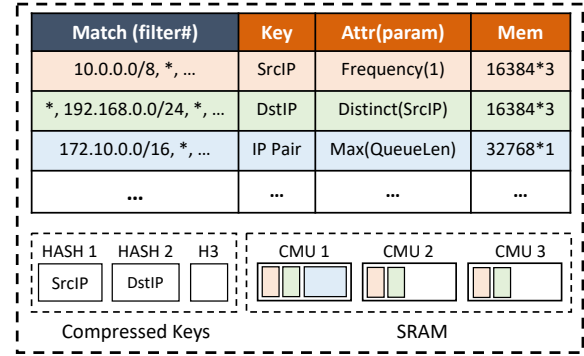 Match (filter#) Key Attr(param) Mem
10.0.0.0/8, *, ... SrcIP Frequency(1) 16384*3
*, 192.168.0.0/24, *, ... DstIP Distinct(SrcIP) 16384*3
172.10.0.0/16, *, ... IP Pair Max(QueueLen) 32768*1
... ... ... ...
HASH 1 HASH 2 H3 CMU 1 CMU 2 CMU 3
SrcIP DstIP
Compressed Keys SRAM